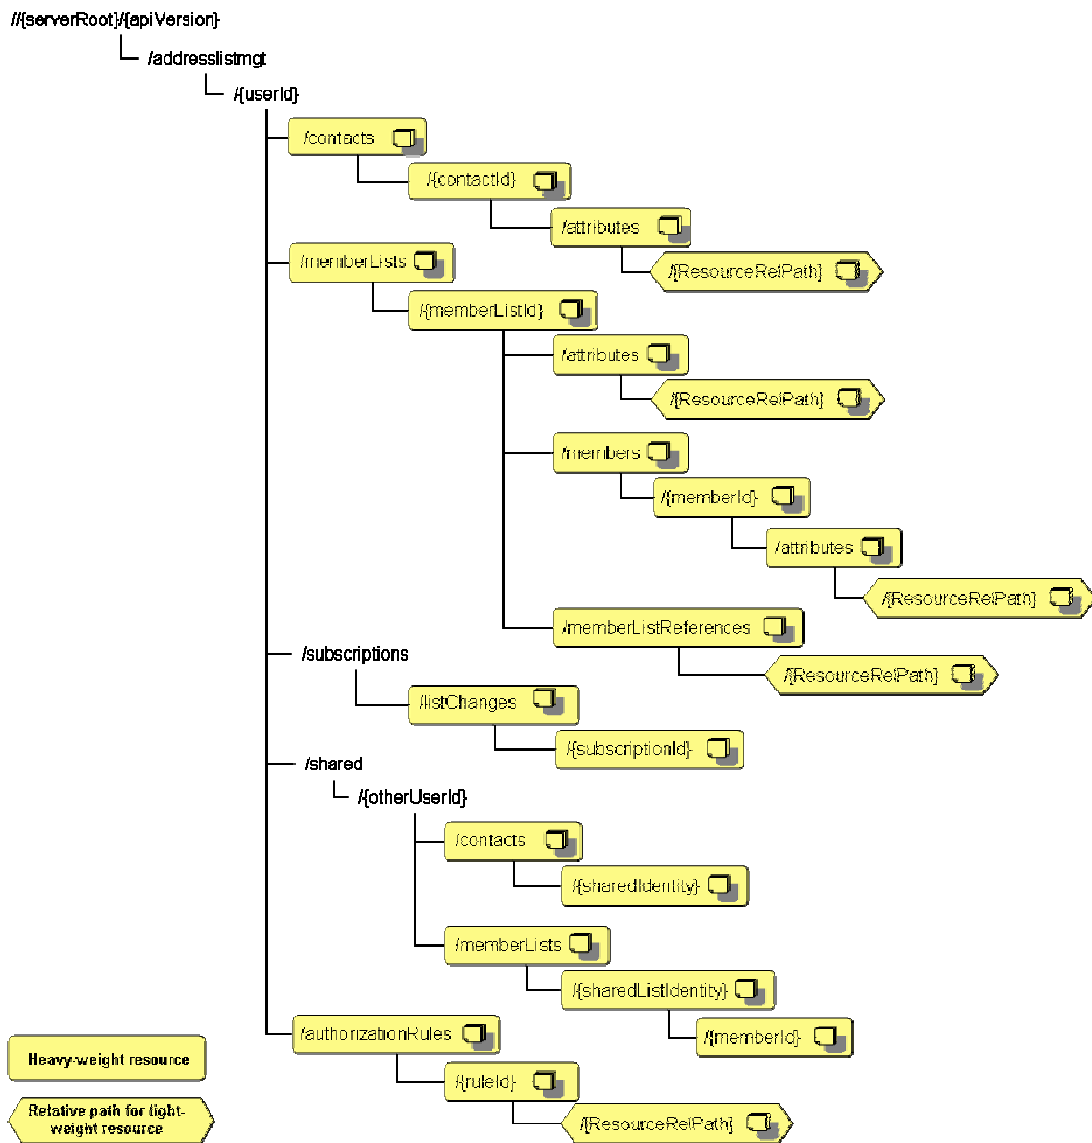 //{serverRoot}/{apiVersion}
/addresslistmgt
/{userId}
/contacts
/{contactId}
/attributes
/[ResourceRelPath]
/memberLists
/{memberListId}
/attributes
/[ResourceRelPath]
/members
/{memberId}
/attributes
/[ResourceRelPath]
/memberListReferences
/[ResourceRelPath]
/subscriptions
/listChanges
/{subscriptionId}
/shared
/{otherUserId}
/contacts
/{sharedIdentity}
/memberLists
/{sharedListIdentity}
/{memberId}
/authorizationRules
/{ruleId}
/[ResourceRelPath]
Heavy-weight resource
Relative path for light-
weight resource